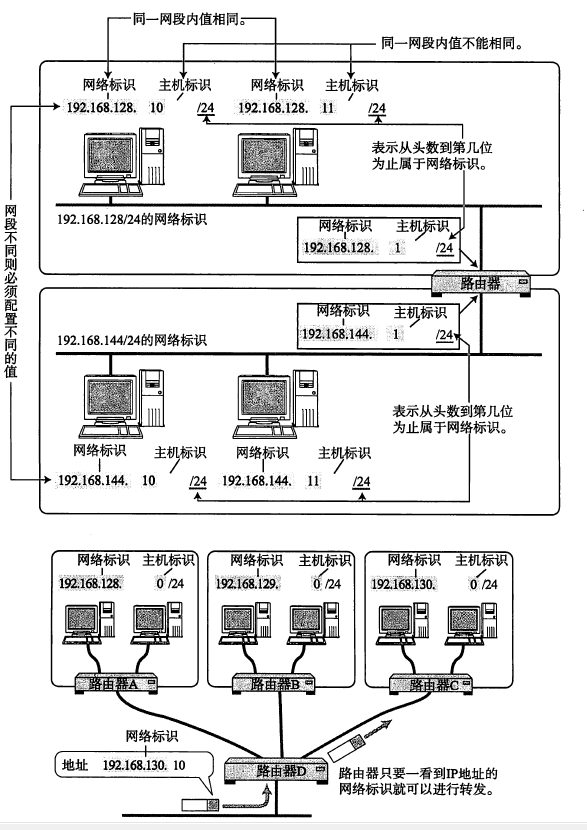 同一网段内值相同。
同一网段内值不能相同。
网络标识 主机标识 网络标识 主机标识
192.168.128. 10 /24 192.168.128. 11 /24
表示从头数到第几位
为止属于网络标识。
192.168.128/24的网络标识
网络标识 主机标识
192.168.128. 1 /24
路由器
网段不同则必须配置不同的值
网络标识 主机标识
192.168.144. 1 /24
192.168.144/24的网络标识
表示从头数到第几位
为止属于网络标识。
网络标识 主机标识 网络标识 主机标识
192.168.144. 10 /24 192.168.144. 11 /24
网络标识 主机标识
192.168.128. 0 /24
路由器A
网络标识 主机标识
192.168.129. 0 /24
路由器B
网络标识 主机标识
192.168.130. 0 /24
路由器C
网络标识
地址 192.168.130. 10
路由器D
路由器只要一看到IP地址的
网络标识就可以进行转发。